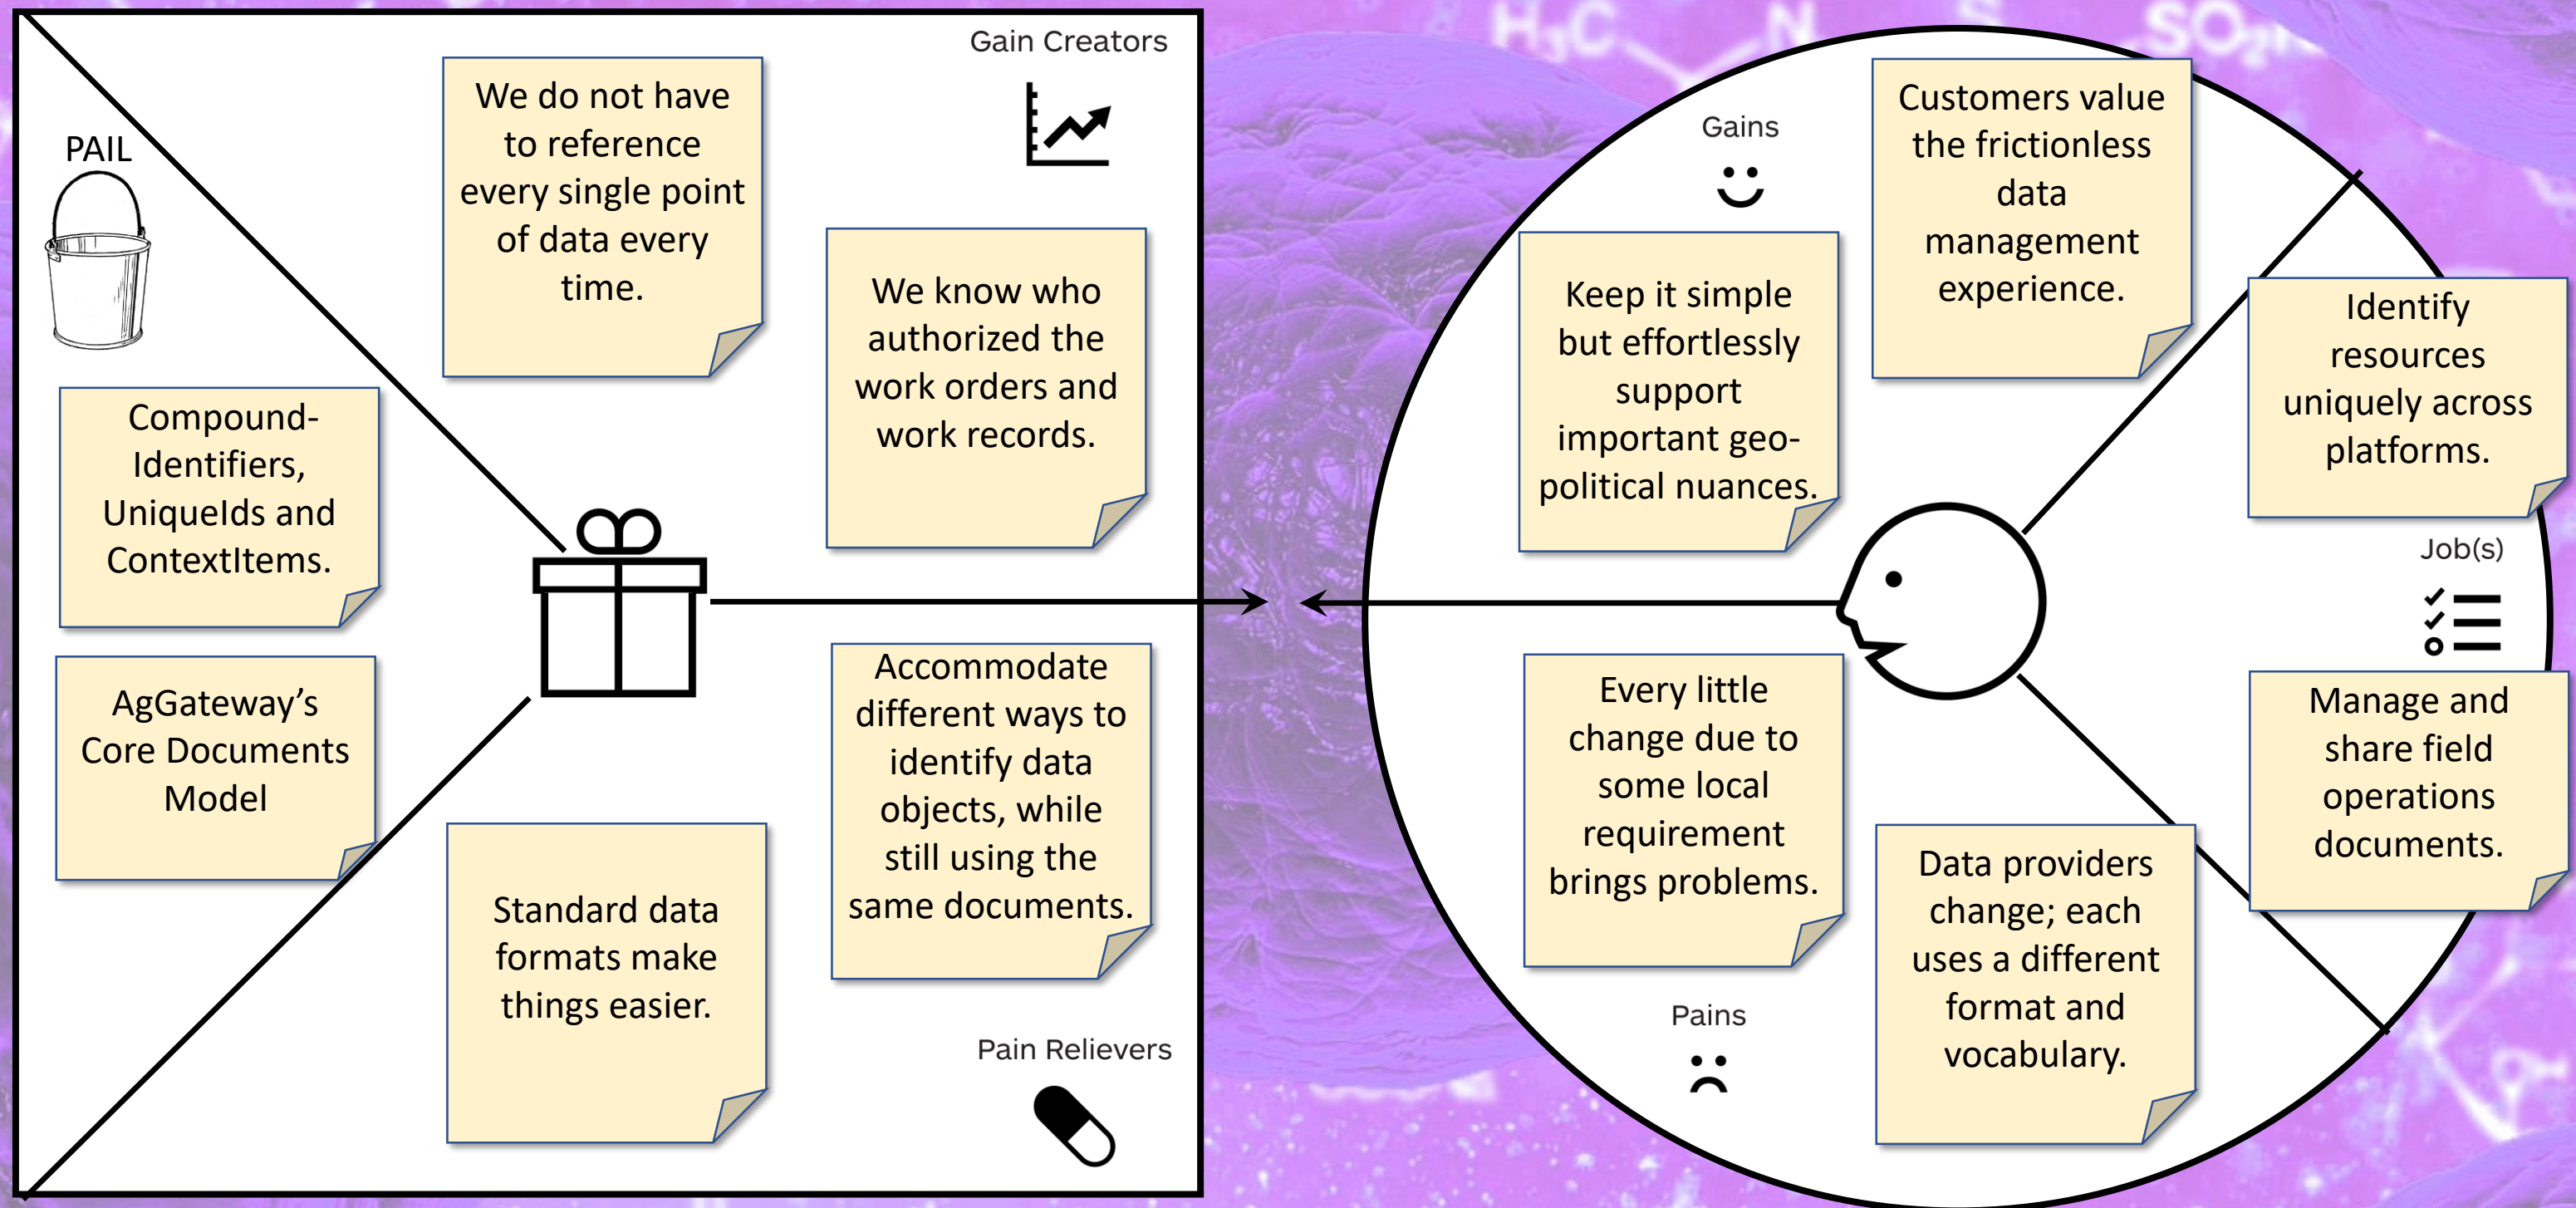 Gain Creators
We do not have
to reference
every single point
of data every
time.
PAIL
We know who
authorized the
work orders and
work records.
Compound-
Identifiers,
UniqueIds and
ContextItems.
AgGateway’s
Core Documents
Model
Accommodate
different ways to
identify data
objects, while
still using the
same documents.
Standard data
formats make
things easier.
Pain Relievers
H₃C
N
S
Gains
Customers value
the frictionless
data
management
experience.
Keep it simple
but effortlessly
support
important geo-
political nuances.
Identify
resources
uniquely across
platforms.
Job(s)
Manage and
share field
operations
documents.
Every little
change due to
some local
requirement
brings problems.
Data providers
change; each
uses a different
format and
vocabulary.
Pains